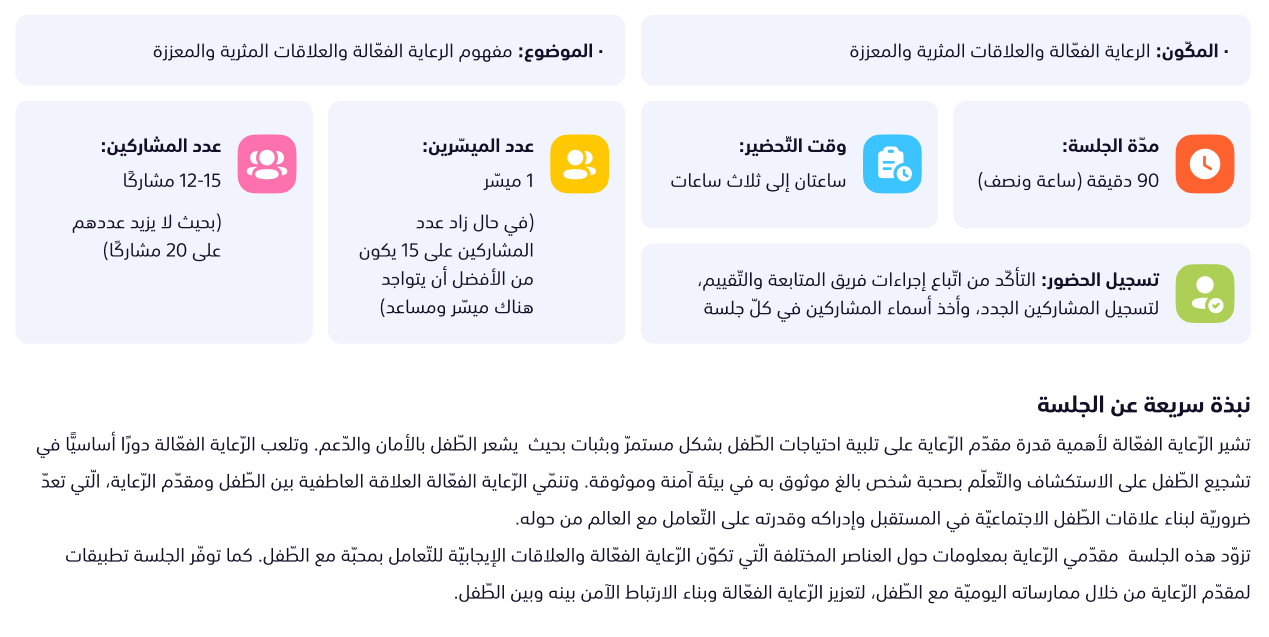 · المكّون: الرعاية الفعّالة والعلاقات المثرية والمعززة
· الموضوع: مفهوم الرعاية الفعّالة والعلاقات المثرية والمعززة
مدّة الجلسة:
90 دقيقة (ساعة ونصف)
وقت التّحضير:
ساعتان إلى ثلاث ساعات
تسجيل الحضور: التأكّد من اتّباع إجراءات فريق المتابعة والتّقييم،
لتسجيل المشاركين الجدد، وأخذ أسماء المشاركين في كلّ جلسة
عدد الميسّرين:
1 ميسّر
(في حال زاد عدد
المشاركين على 15 يكون
من الأفضل أن يتواجد
هناك ميسّر ومساعد)
عدد المشاركين:
12-15 مشاركًا
(بحيث لا يزيد عددهم
على 20 مشاركًا)
نبذة سريعة عن الجلسة
تشير الرّعاية الفعّالة لأهمية قدرة مقدّم الرّعاية على تلبية احتياجات الطّفل بشكل مستمرّ وبثبات بحيث يشعر الطّفل بالأمان والدّعم. وتلعب الرّعاية الفعّالة دورًا أساسيًّا في
تشجيع الطّفل على الاستكشاف والتّعلّم بصحبة شخص بالغ موثوق به في بيئة آمنة وموثوقة. وتنمّي الرّعاية الفعّالة العلاقة العاطفية بين الطّفل ومقدّم الرّعاية، الّتي تعدّ
ضروريّة لبناء علاقات الطّفل الاجتماعيّة في المستقبل وإدراكه وقدرته على التّعامل مع العالم من حوله.
تزوّد هذه الجلسة مقدّمي الرّعاية بمعلومات حول العناصر المختلفة الّتي تكوّن الرّعاية الفعّالة والعلاقات الإيجابيّة للتّعامل بمحبّة مع الطّفل. كما توفّر الجلسة تطبيقات
لمقدّم الرّعاية من خلال ممارساته اليوميّة مع الطّفل، لتعزيز الرّعاية الفعّالة وبناء الارتباط الآمن بينه وبين الطّفل.